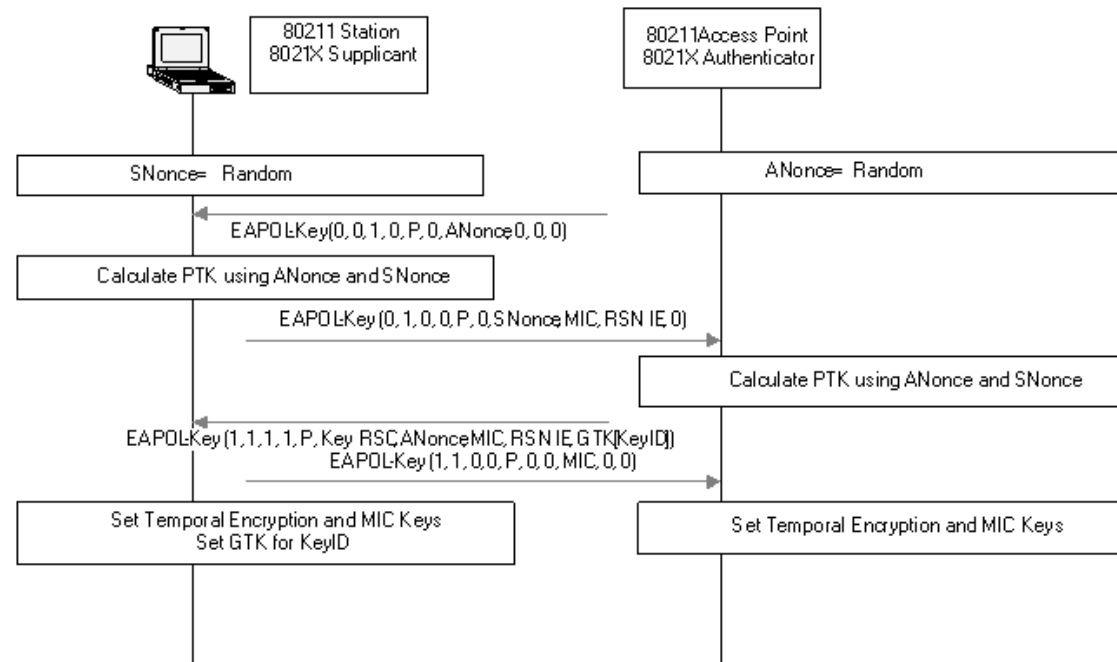 80211 Station
8021X Supplicant
80211Access Point
8021X Authenticator
SNonce= Random
ANonce= Random
EAPOL-Key(0,0,1,0,P,0,ANonce,0,0,0)
Calculate PTK using ANonce and SNonce
EAPOL-Key(0,1,0,0,P,0,SNonce,MIC,RSN IE,0)
Calculate PTK using ANonce and SNonce
EAPOL-Key(1,1,1,1,P,Key RSC,ANonce,MIC,RSN IE,GTK[KeyID])
EAPOL-Key(1,1,0,0,P,0,0,MIC,0,0)
Set Temporal Encryption and MIC Keys
Set GTK for KeyID
Set Temporal Encryption and MIC Keys